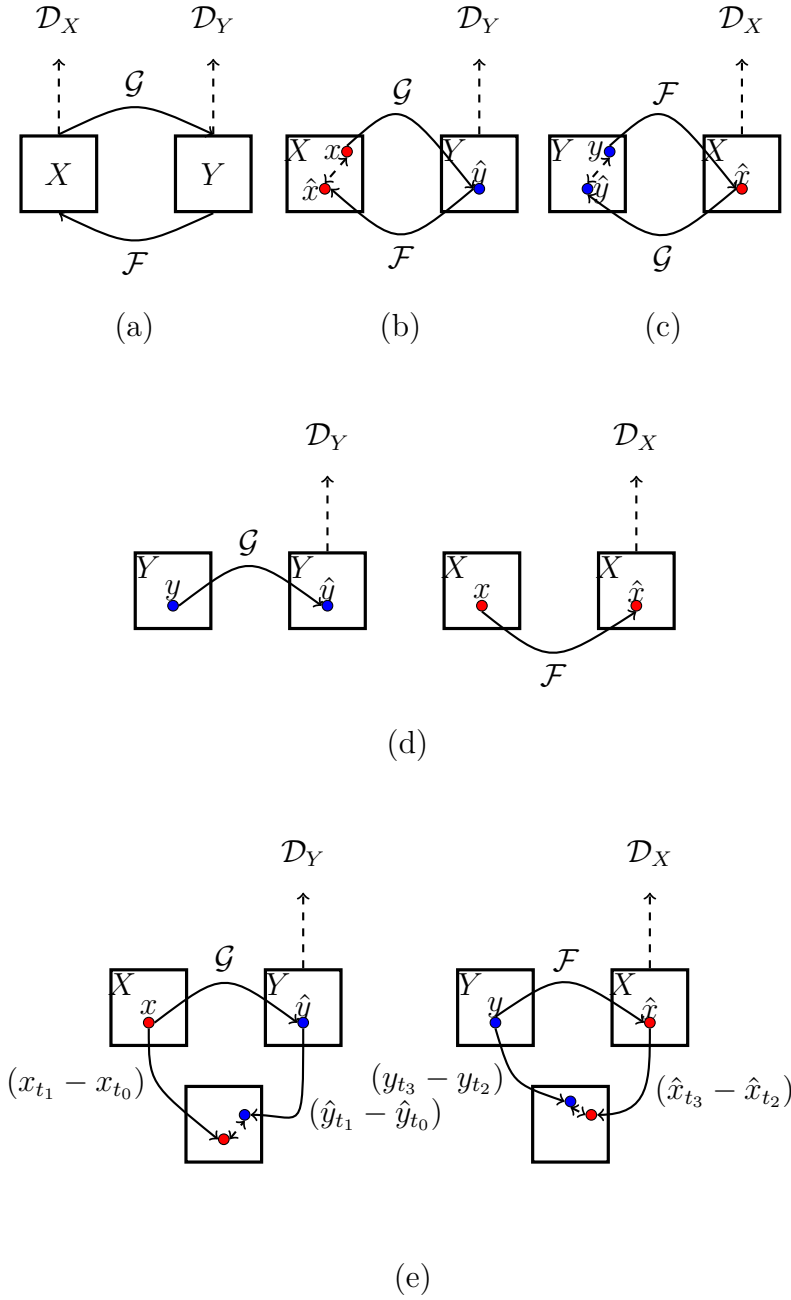 𝒟_X 𝒟_Y 𝒟_Y 𝒟_X
𝒢 𝒢 ℱ
X Y X x Y ŷ Y y X x̂
x̂ ŷ
ℱ ℱ 𝒢
(a) (b) (c)
𝒟_Y 𝒟_X
𝒢
Y y Y ŷ X x X x̂
ℱ
(d)
𝒟_Y 𝒟_X
𝒢 ℱ
X x Y ŷ Y y X x̂
(x_{t_1} − x_{t_0}) (ŷ_{t_1} − ŷ_{t_0}) (y_{t_3} − y_{t_2}) (x̂_{t_3} − x̂_{t_2})
(e)